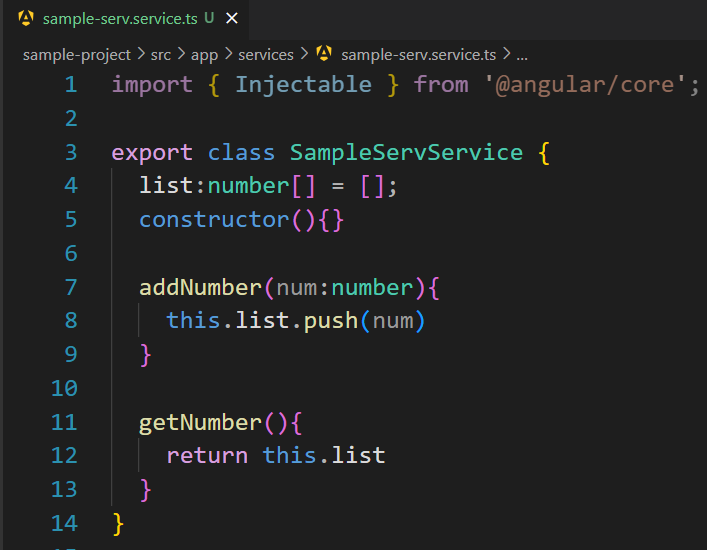 sample-serv.service.ts U ×
sample-project > src > app > services > sample-serv.service.ts > ...
1 import { Injectable } from '@angular/core';
2
3 export class SampleServService {
4 list:number[] = [];
5 constructor(){}
6
7 addNumber(num:number){
8 this.list.push(num)
9 }
10
11 getNumber(){
12 return this.list
13 }
14 }